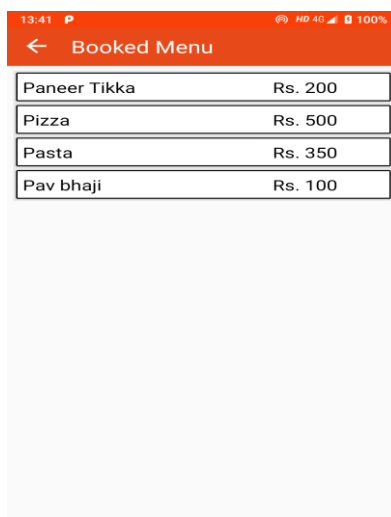 13:41 P HD 4G 100%
Booked Menu
Paneer Tikka Rs. 200
Pizza Rs. 500
Pasta Rs. 350
Pav bhaji Rs. 100